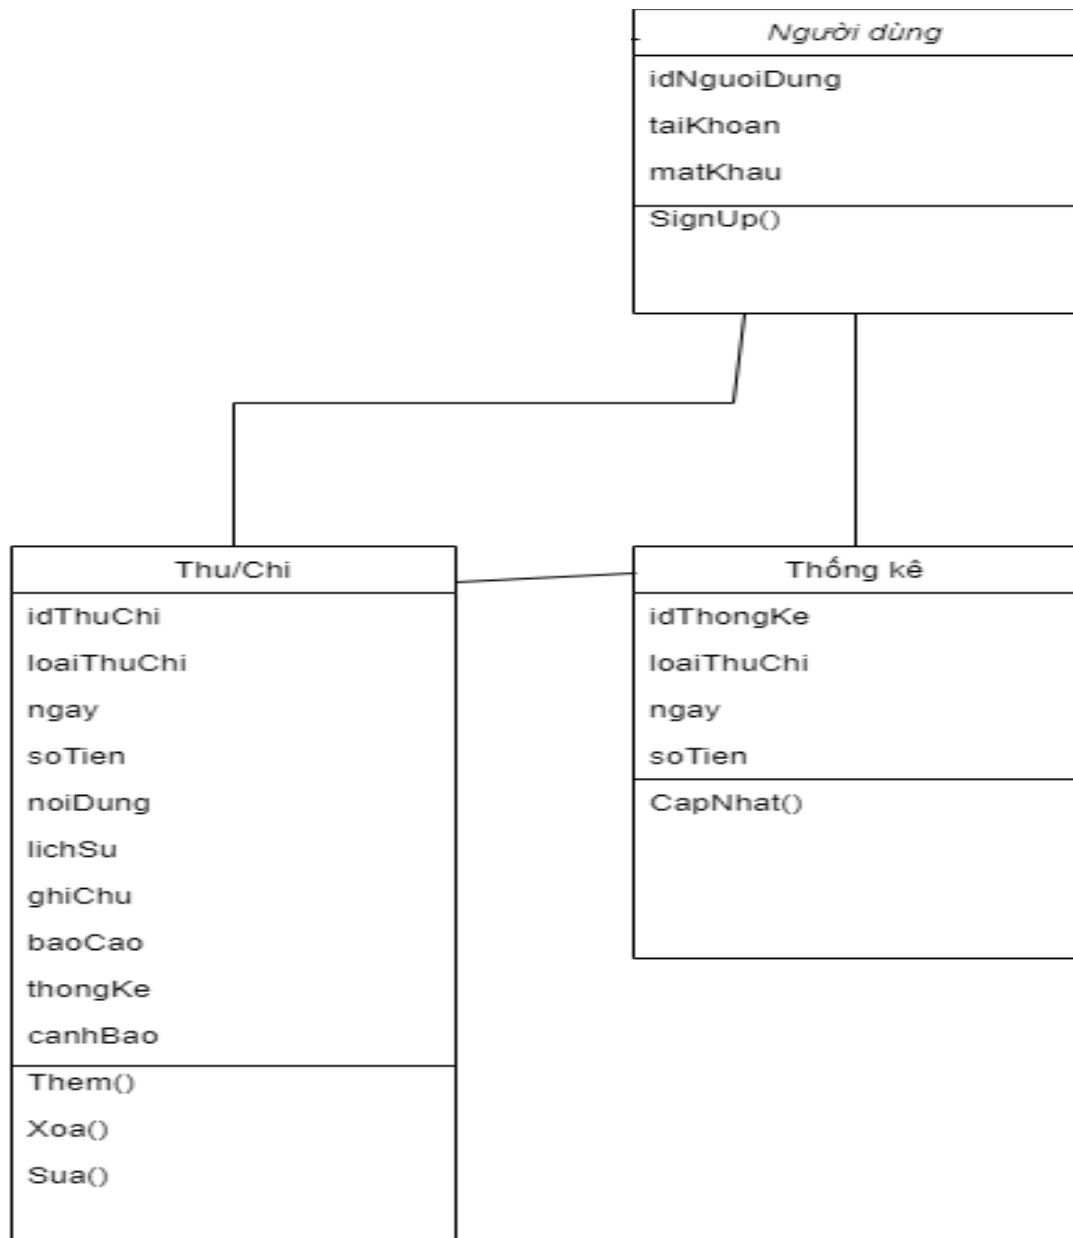 Người dùng
idNguoiDung
taiKhoan
matKhau
SignUp()
Thu/Chi
idThuChi
loaiThuChi
ngay
soTien
noiDung
lichSu
ghiChu
baoCao
thongKe
canhBao
Them()
Xoa()
Sua()
Thống kê
idThongKe
loaiThuChi
ngay
soTien
CapNhat()